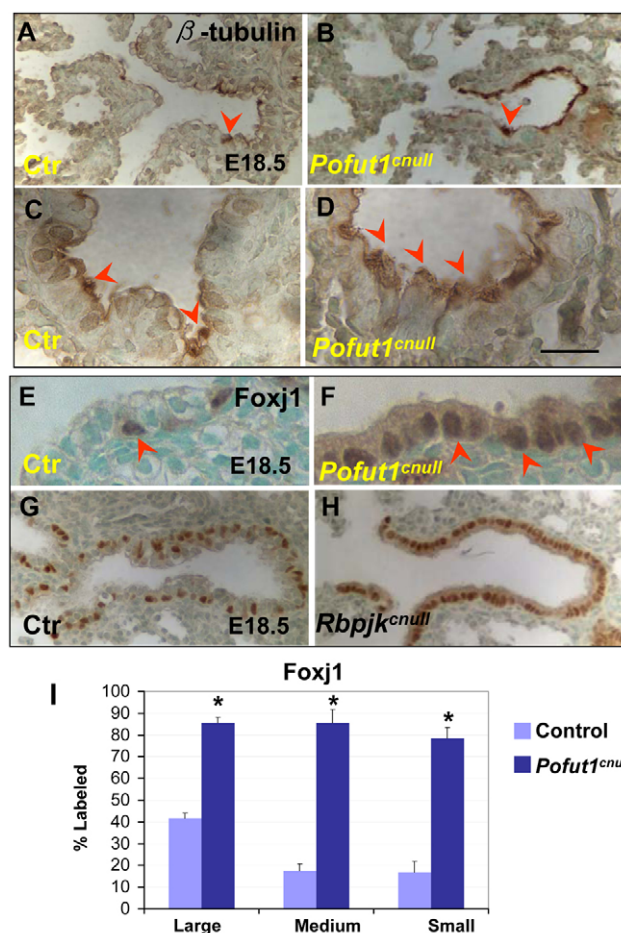 A β-tubulin
Ctr E18.5
B
Pofut1cnull
C
Ctr
D
Pofut1cnull
E Foxj1
Ctr E18.5
F
Pofut1cnull
G
Ctr E18.5
H
Rbpjkcnull
I
Foxj1
% Labeled
100
90
80
70
60
50
40
30
20
10
0
*
*
*
Large Medium Small
Control
Pofut1cnu